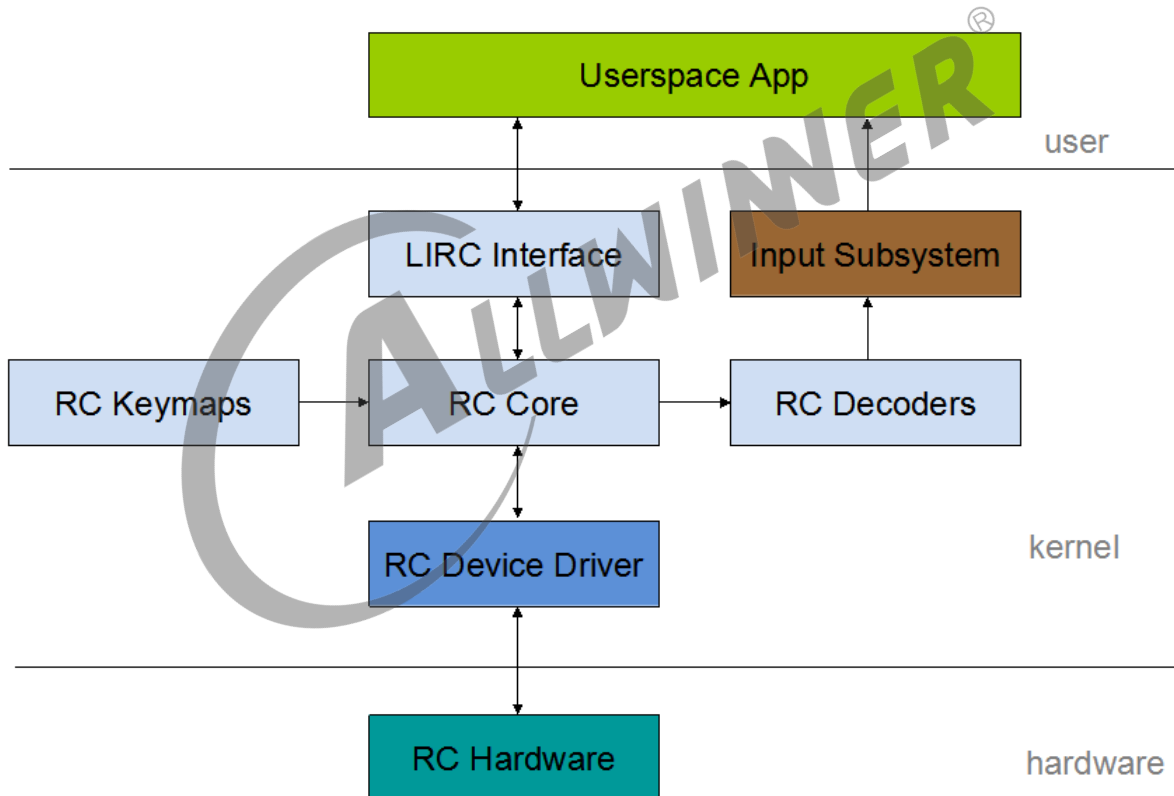 Userspace App
user
LIRC Interface
Input Subsystem
RC Keymaps
RC Core
RC Decoders
RC Device Driver
kernel
RC Hardware
hardware
ALLWINNER®